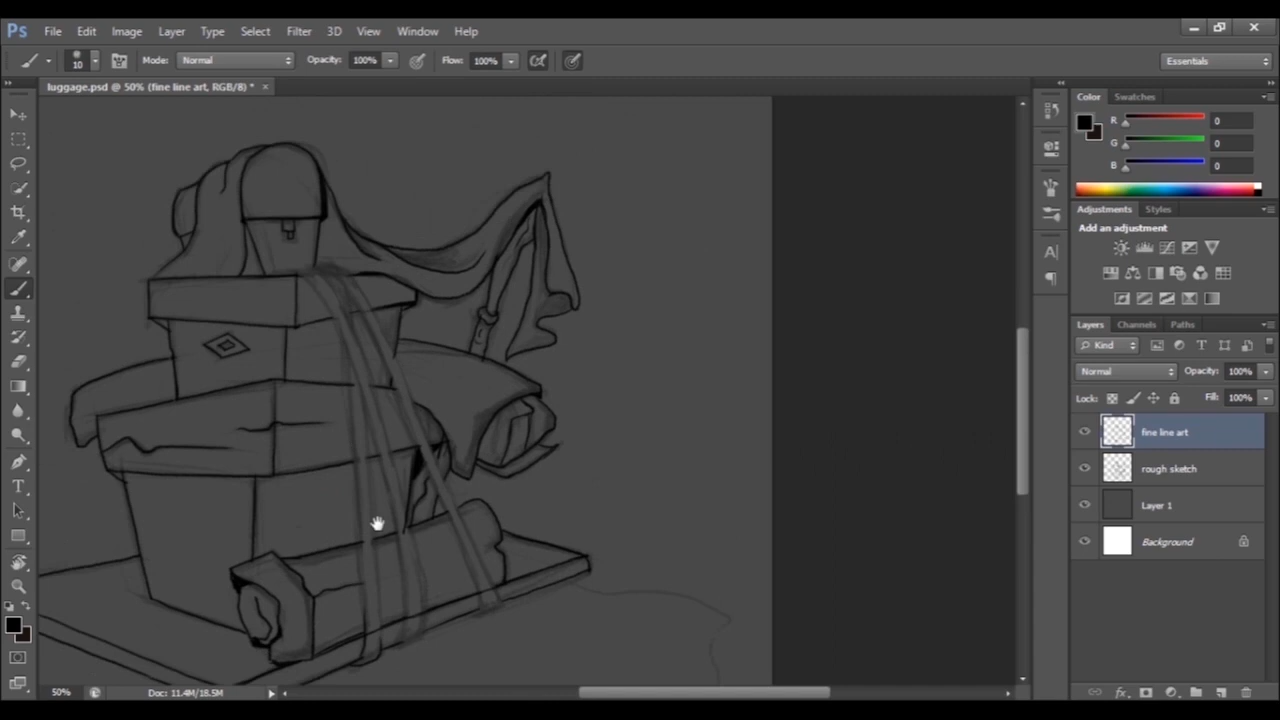 Ps File Edit Image Layer Type Select Filter 3D View Window Help
10 Mode: Normal Opacity: 100% Flow: 100% Essentials
luggage.psd @ 50% (fine line art, RGB/8) * ×
Color Swatches
R 0
G 0
B 0
Adjustments Styles
Add an adjustment
Layers Channels Paths
Kind
Normal Opacity: 100%
Lock: Fill: 100%
fine line art
rough sketch
Layer 1
Background
50% Doc: 11.4M/18.5M